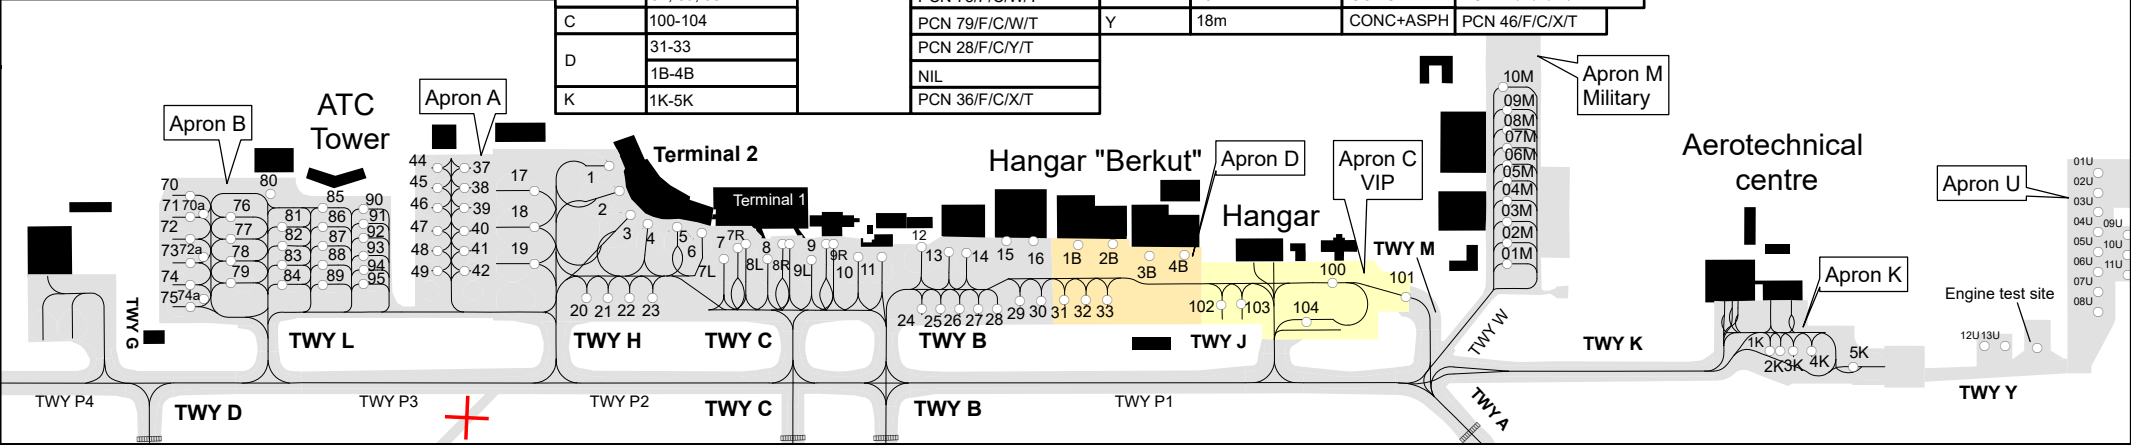 PCN 79/F/C/W/T
C
100-104
PCN 79/F/C/W/T
Y
18m
CONC+ASPH
PCN 46/F/C/X/T
D
31-33
PCN 28/F/C/Y/T
1B-4B
NIL
K
1K-5K
PCN 36/F/C/X/T
Apron B
ATC
Tower
Apron A
Terminal 2
Terminal 1
Hangar "Berkut"
Apron D
Hangar
Apron C
VIP
Apron M
Military
Aerotechnical
centre
Apron U
Apron K
Engine test site
70
71
70a
72
73
72a
74
75
74a
76
77
78
79
80
81
82
83
84
85
86
87
88
89
90
91
92
93
94
95
44
45
46
47
48
49
37
38
39
40
41
42
17
18
19
1
2
3
4
5
6
7L
7
7R
8L
8
8R
9L
9
9R
10
11
12
13
14
15
16
1B
2B
3B
4B
20
21
22
23
24
25
26
27
28
29
30
31
32
33
100
101
102
103
104
10M
09M
08M
07M
06M
05M
04M
03M
02M
01M
1K
2K
3K
4K
5K
01U
02U
03U
04U
05U
06U
07U
08U
09U
10U
11U
12U
13U
TWY G
TWY L
TWY H
TWY C
TWY B
TWY J
TWY M
TWY W
TWY K
TWY P4
TWY D
TWY P3
TWY P2
TWY C
TWY B
TWY P1
TWY A
TWY Y